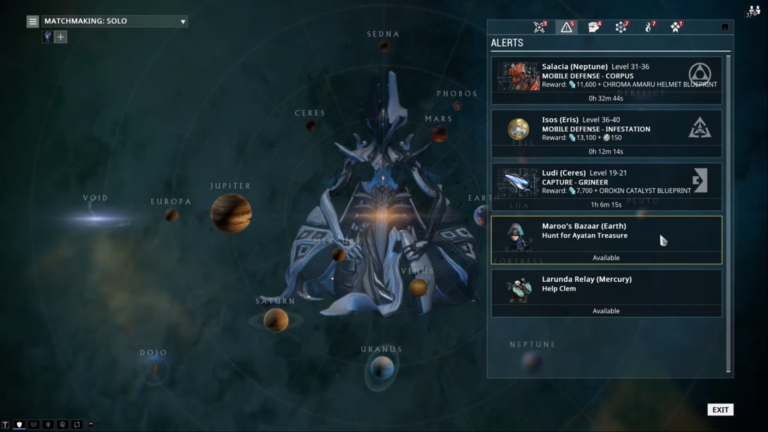 MATCHMAKING: SOLO
SEDNA
PHOBOS
CERES
MARS
VOID
EUROPA
JUPITER
EARTH
VENUS
SATURN
DOJO
URANUS
NEPTUNE
PLUTO
LUA
ALERTS
Salacia (Neptune) Level 31-36
MOBILE DEFENSE - CORPUS
Reward: 11,600 + CHROMA AMARU HELMET BLUEPRINT
0h 32m 44s
Isos (Eris) Level 36-40
MOBILE DEFENSE - INFESTATION
Reward: 13,100 + 150
0h 12m 14s
Ludi (Ceres) Level 19-21
CAPTURE - GRINEER
Reward: 7,700 + OROKIN CATALYST BLUEPRINT
1h 6m 15s
Maroo's Bazaar (Earth)
Hunt for Ayatan Treasure
Available
Larunda Relay (Mercury)
Help Clem
Available
EXIT